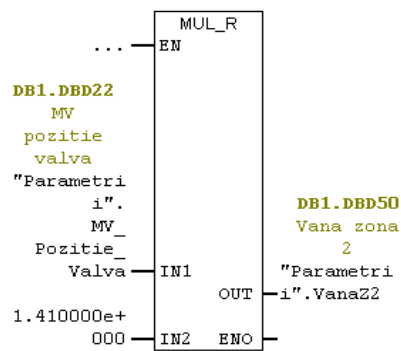 MUL_R
... EN
DB1.DBD22
MV
pozitie
valva
"Parametri
i".
MV_
Pozitie_
Valva IN1
DB1.DBD50
Vana zona
2
"Parametri
OUT i".VanaZ2
1.410000e+
000 IN2 ENO